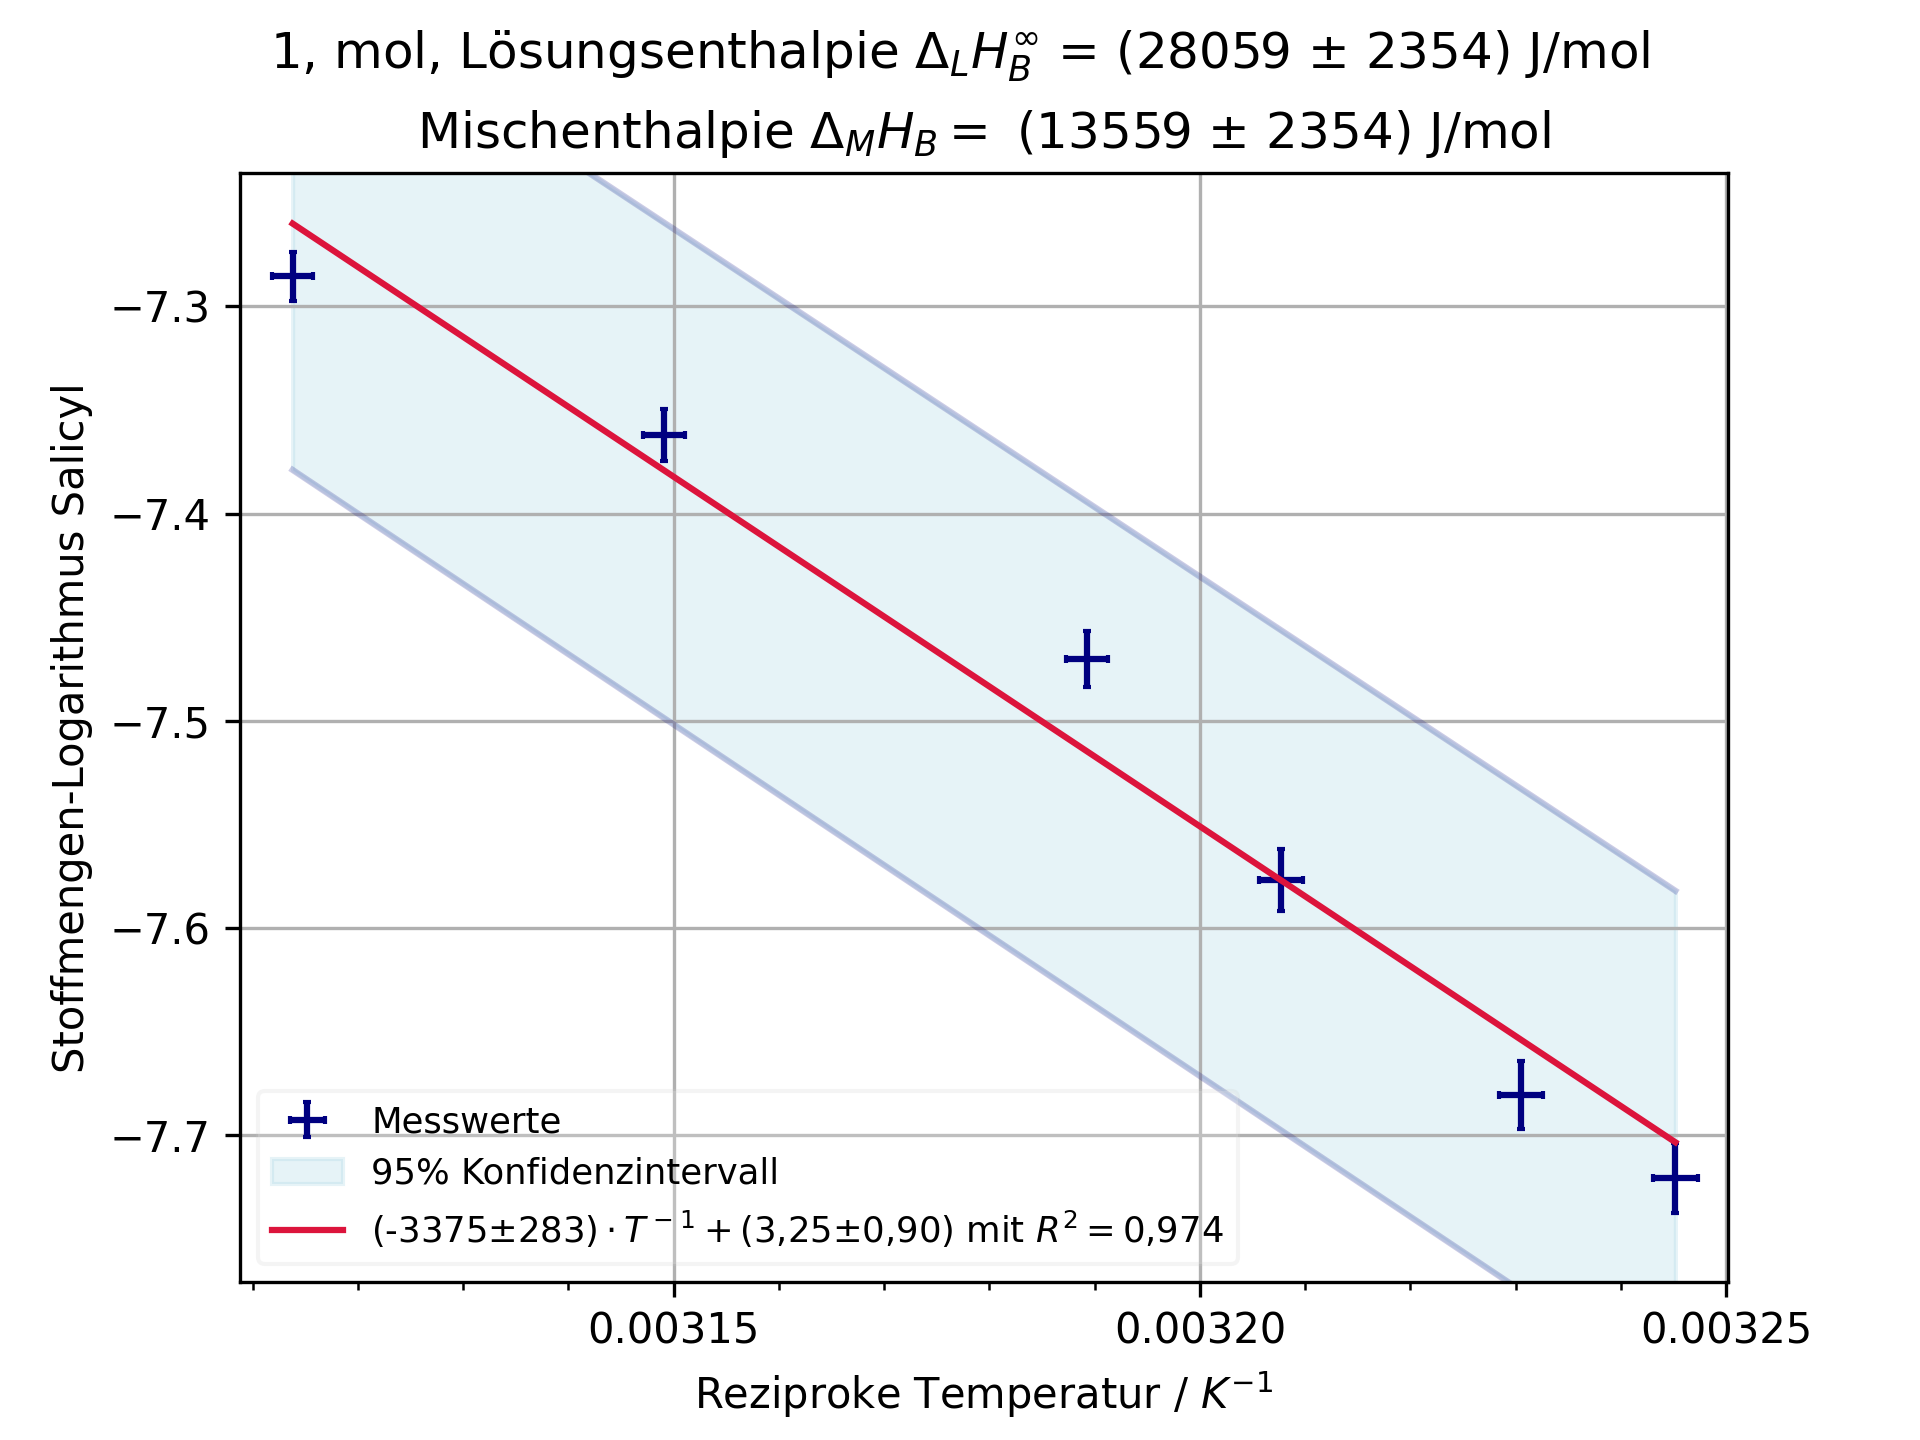 1, mol, Lösungsenthalpie Δ_L H_B^∞ = (28059 ± 2354) J/mol
Mischenthalpie Δ_M H_B = (13559 ± 2354) J/mol
Stoffmengen-Logarithmus Salicyl
−7.3
−7.4
−7.5
−7.6
−7.7
Messwerte
95% Konfidenzintervall
(-3375±283) · T⁻¹ + (3,25±0,90) mit R² = 0,974
0.00315 0.00320 0.00325
Reziproke Temperatur / K⁻¹